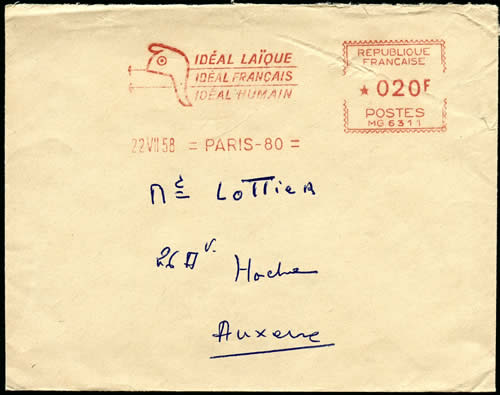 IDÉAL LAÏQUE
IDÉAL FRANÇAIS
IDÉAL HUMAIN
RÉPUBLIQUE
FRANÇAISE
★ 020F
POSTES
MG 6311
22 VII 58 = PARIS-80 =
Me Lottier
26 Av. Hoche
Auxerre